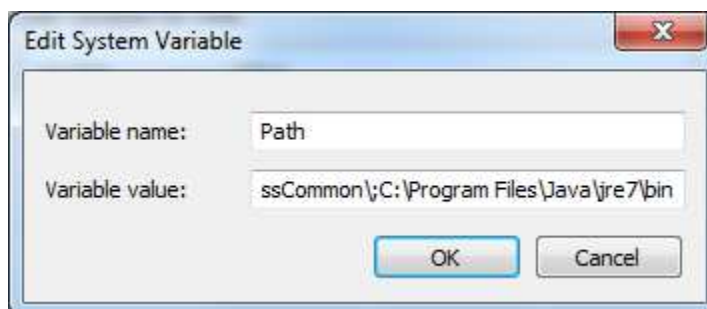 Edit System Variable
Variable name: Path
Variable value: ssCommon\;C:\Program Files\Java\jre7\bin
OK Cancel